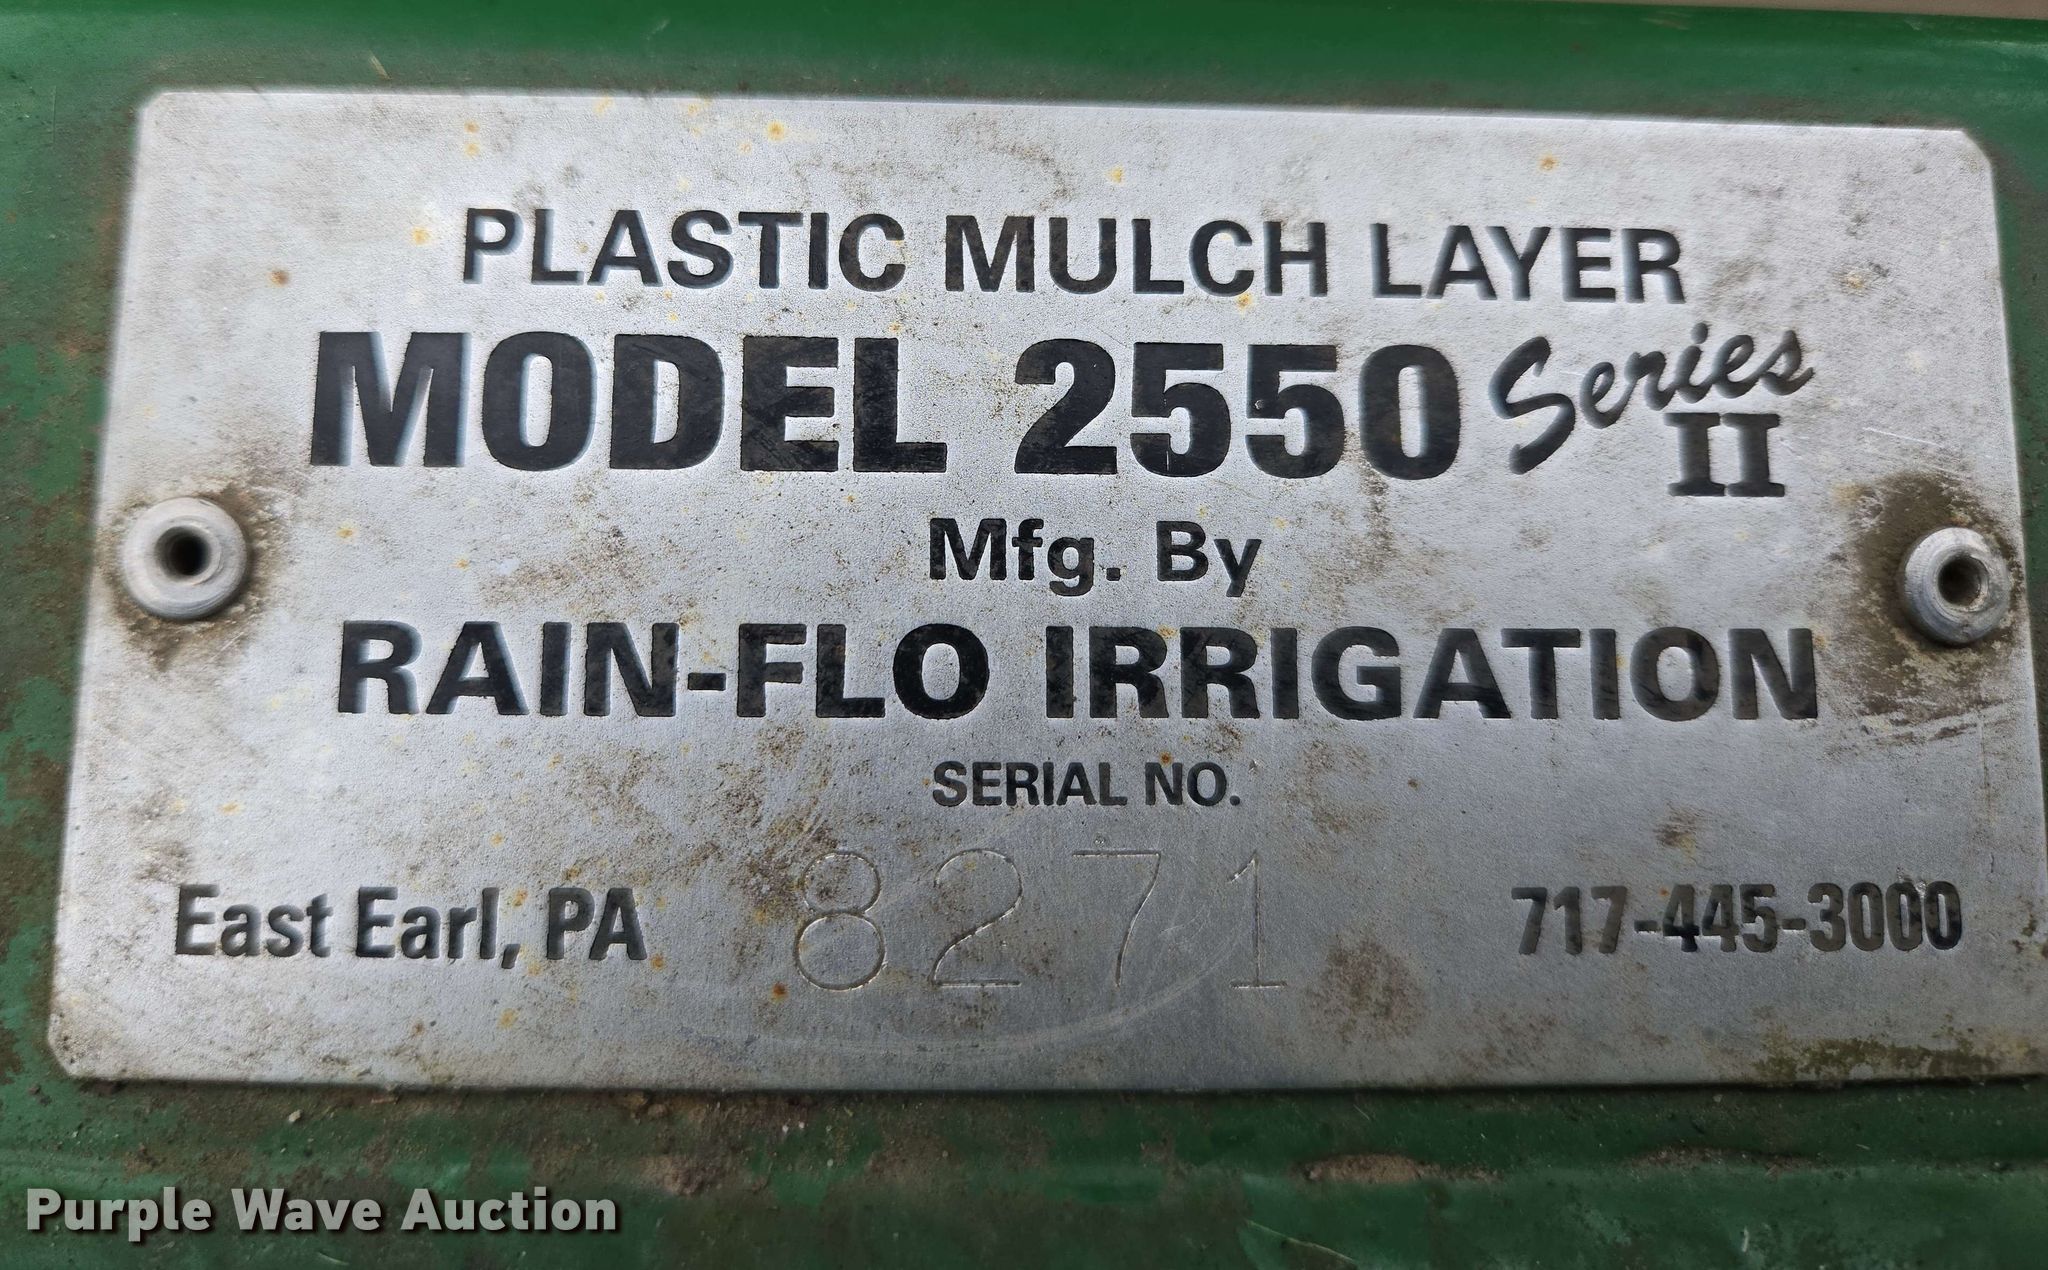 PLASTIC MULCH LAYER
MODEL 2550 Series II
Mfg. By
RAIN-FLO IRRIGATION
SERIAL NO.
East Earl, PA 8271 717-445-3000
Purple Wave Auction